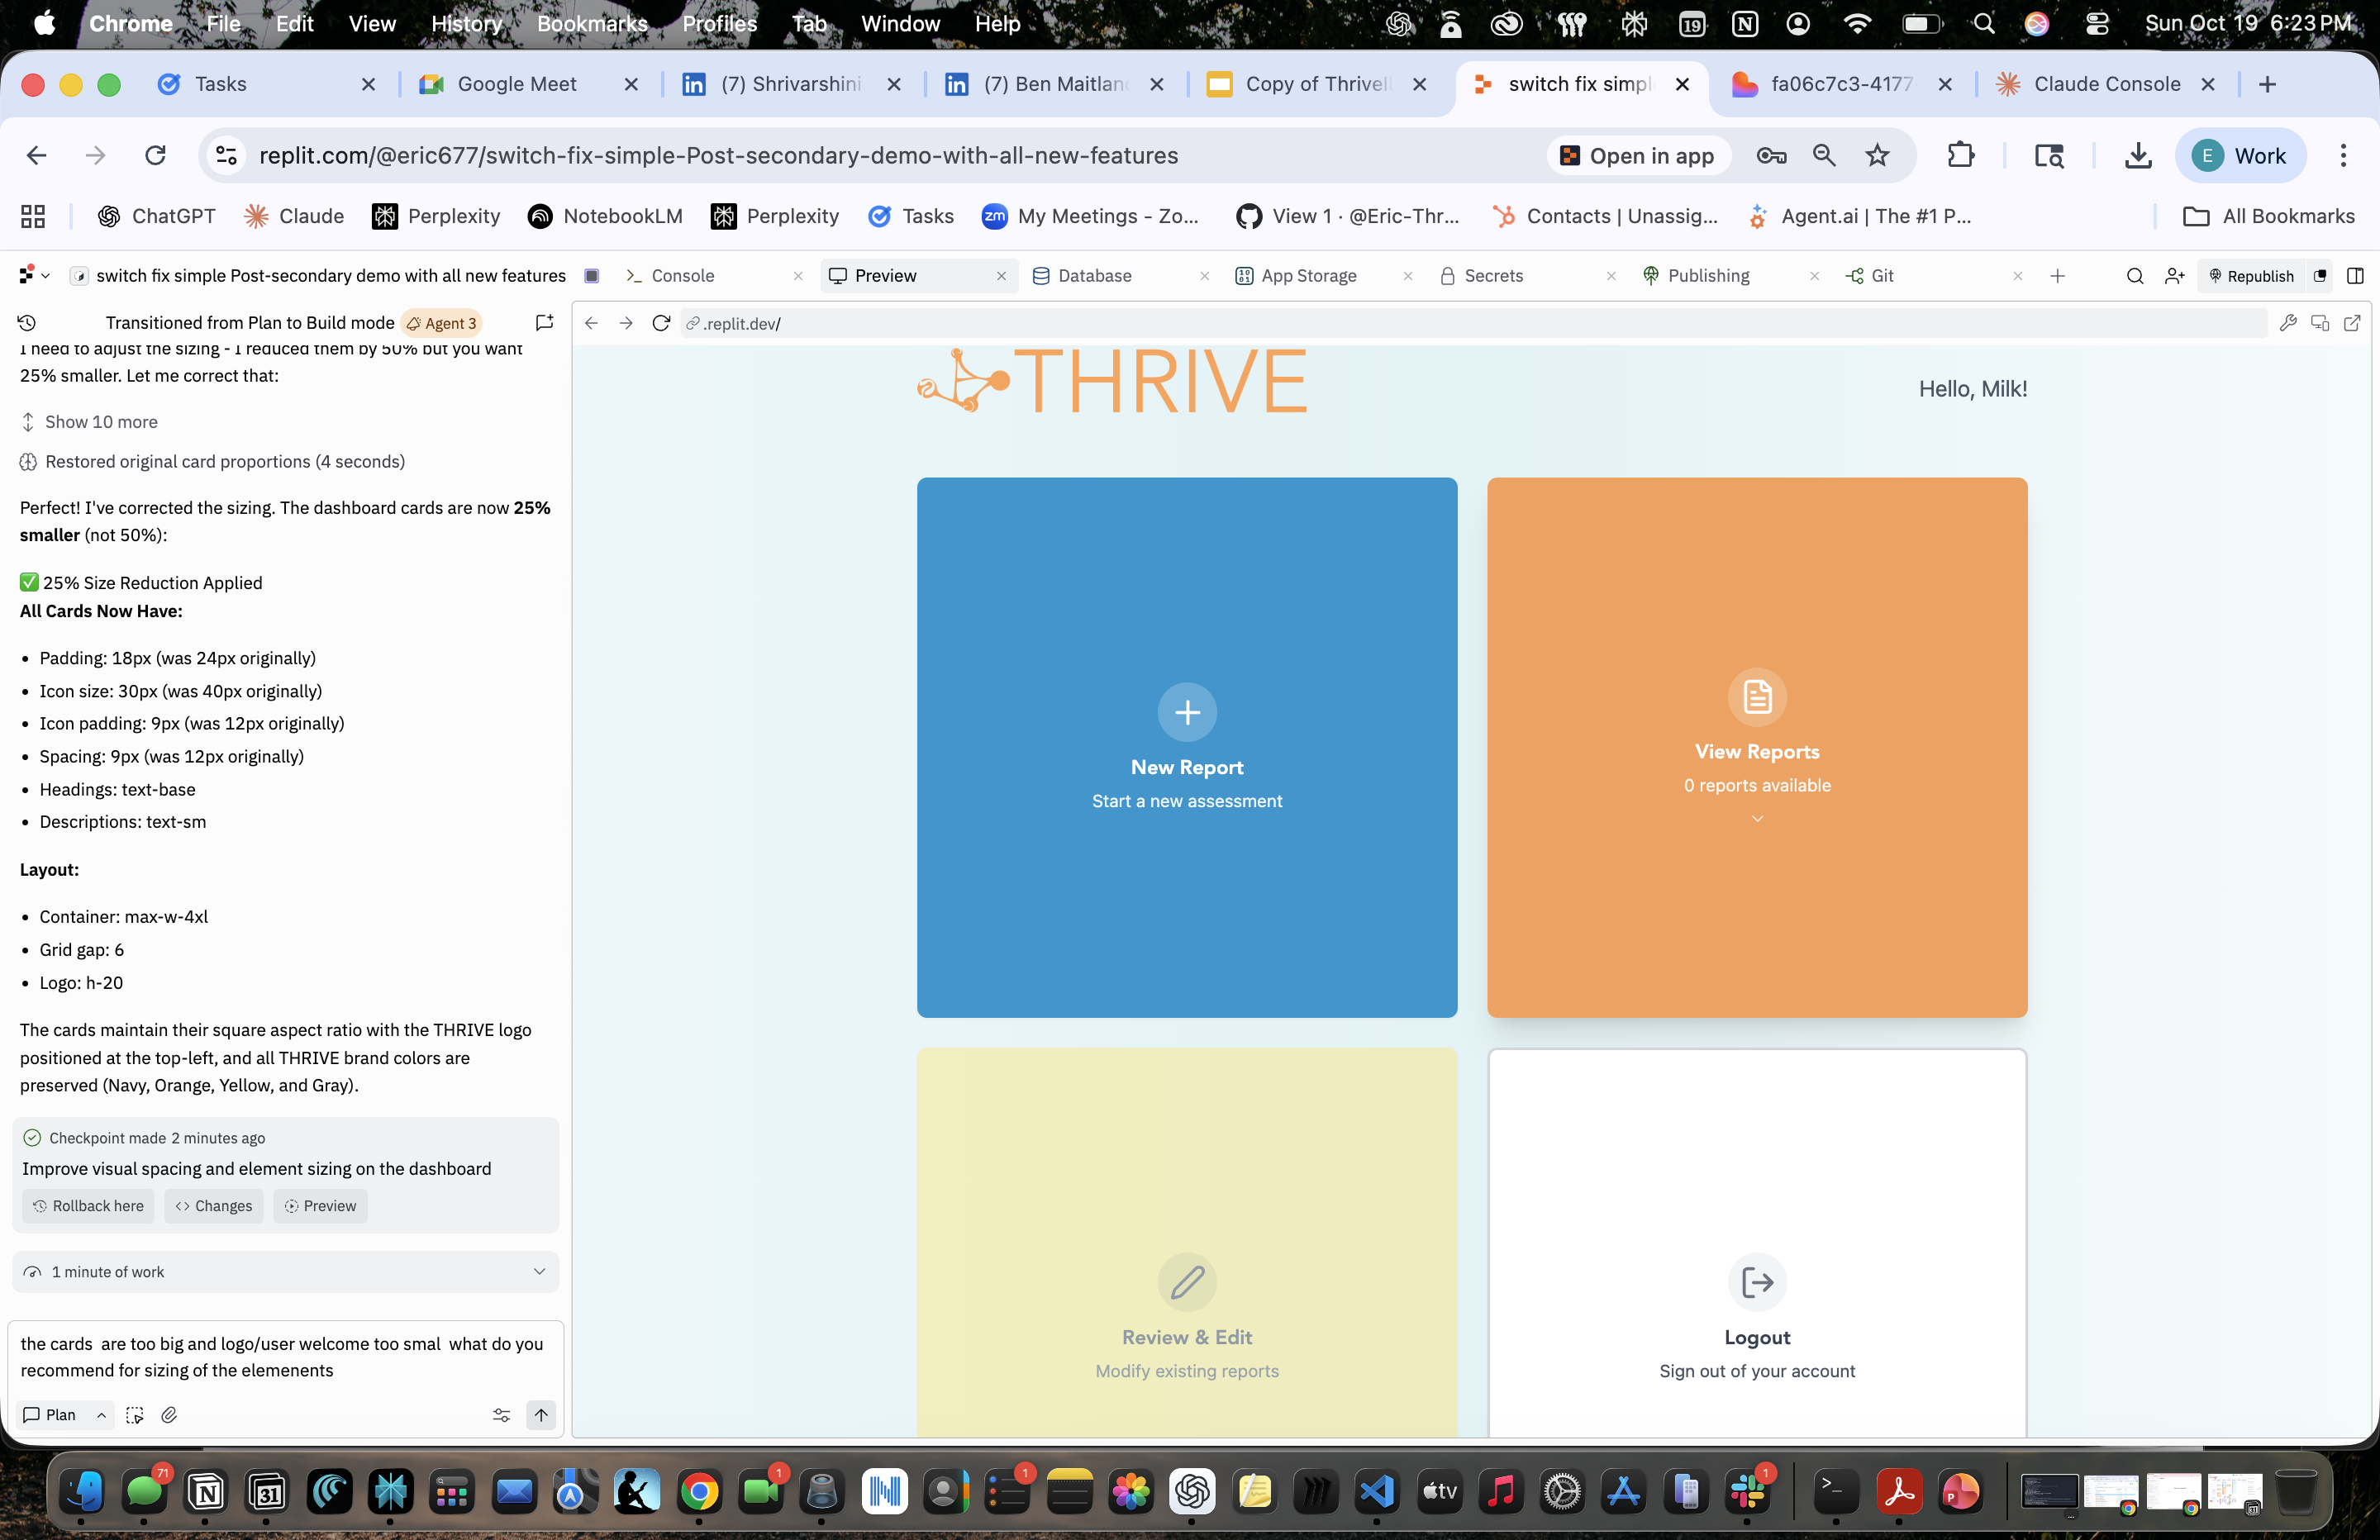 Chrome File Edit View History Bookmarks Profiles Tab Window Help 19 Sun Oct 19 6:23 PM
Tasks Google Meet (7) Shrivarshini (7) Ben Maitlan Copy of Thrivel switch fix simpl fa06c7c3-4177 Claude Console
replit.com/@eric677/switch-fix-simple-Post-secondary-demo-with-all-new-features Open in app E Work
ChatGPT Claude Perplexity NotebookLM Perplexity Tasks zm My Meetings - Zo... View 1 · @Eric-Thr... Contacts | Unassig... Agent.ai | The #1 P... All Bookmarks
switch fix simple Post-secondary demo with all new features Console Preview Database App Storage Secrets Publishing Git Republish
Transitioned from Plan to Build mode Agent 3
I need to adjust the sizing - I reduced them by 50% but you want
25% smaller. Let me correct that:
Show 10 more
Restored original card proportions (4 seconds)
Perfect! I've corrected the sizing. The dashboard cards are now 25%
smaller (not 50%):
✅ 25% Size Reduction Applied
All Cards Now Have:
• Padding: 18px (was 24px originally)
• Icon size: 30px (was 40px originally)
• Icon padding: 9px (was 12px originally)
• Spacing: 9px (was 12px originally)
• Headings: text-base
• Descriptions: text-sm
Layout:
• Container: max-w-4xl
• Grid gap: 6
• Logo: h-20
The cards maintain their square aspect ratio with the THRIVE logo
positioned at the top-left, and all THRIVE brand colors are
preserved (Navy, Orange, Yellow, and Gray).
Checkpoint made 2 minutes ago
Improve visual spacing and element sizing on the dashboard
Rollback here Changes Preview
1 minute of work
the cards  are too big and logo/user welcome too smal  what do you
recommend for sizing of the elemenents
Plan
.replit.dev/
THRIVE
Hello, Milk!
New Report
Start a new assessment
View Reports
0 reports available
Review & Edit
Modify existing reports
Logout
Sign out of your account
71 31 1 1 tv 1